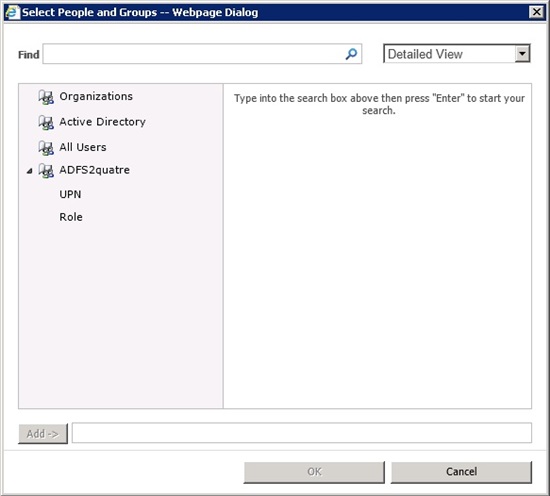 Select People and Groups -- Webpage Dialog
Find
Detailed View
Organizations
Active Directory
All Users
ADFS2quatre
UPN
Role
Type into the search box above then press "Enter" to start your
search.
Add ->
OK
Cancel